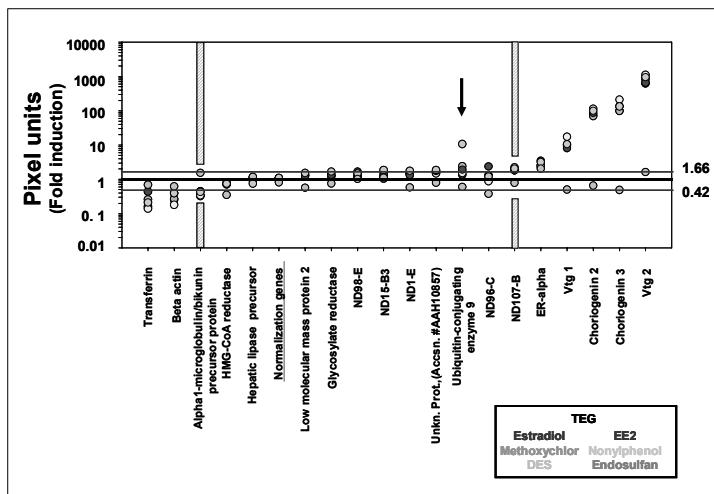 Pixel units
(Fold induction)
10000
1000
100
10
1
0.1
0.01
1.66
0.42
Transferrin
Beta actin
Alpha1-microglobulin/bikunin
precursor protein
HMG-CoA reductase
Hepatic lipase precursor
Normalization genes
Low molecular mass protein 2
Glycosylate reductase
ND98-E
ND15-B3
ND1-E
Unkn. Prot.,(Accsn. #AAH10857)
Ubiquitin-conjugating
enzyme 9
ND96-C
ND107-B
ER-alpha
Vtg 1
Choriogenin 2
Choriogenin 3
Vtg 2
TEG
Estradiol EE2
Methoxychlor Nonylphenol
DES Endosulfan